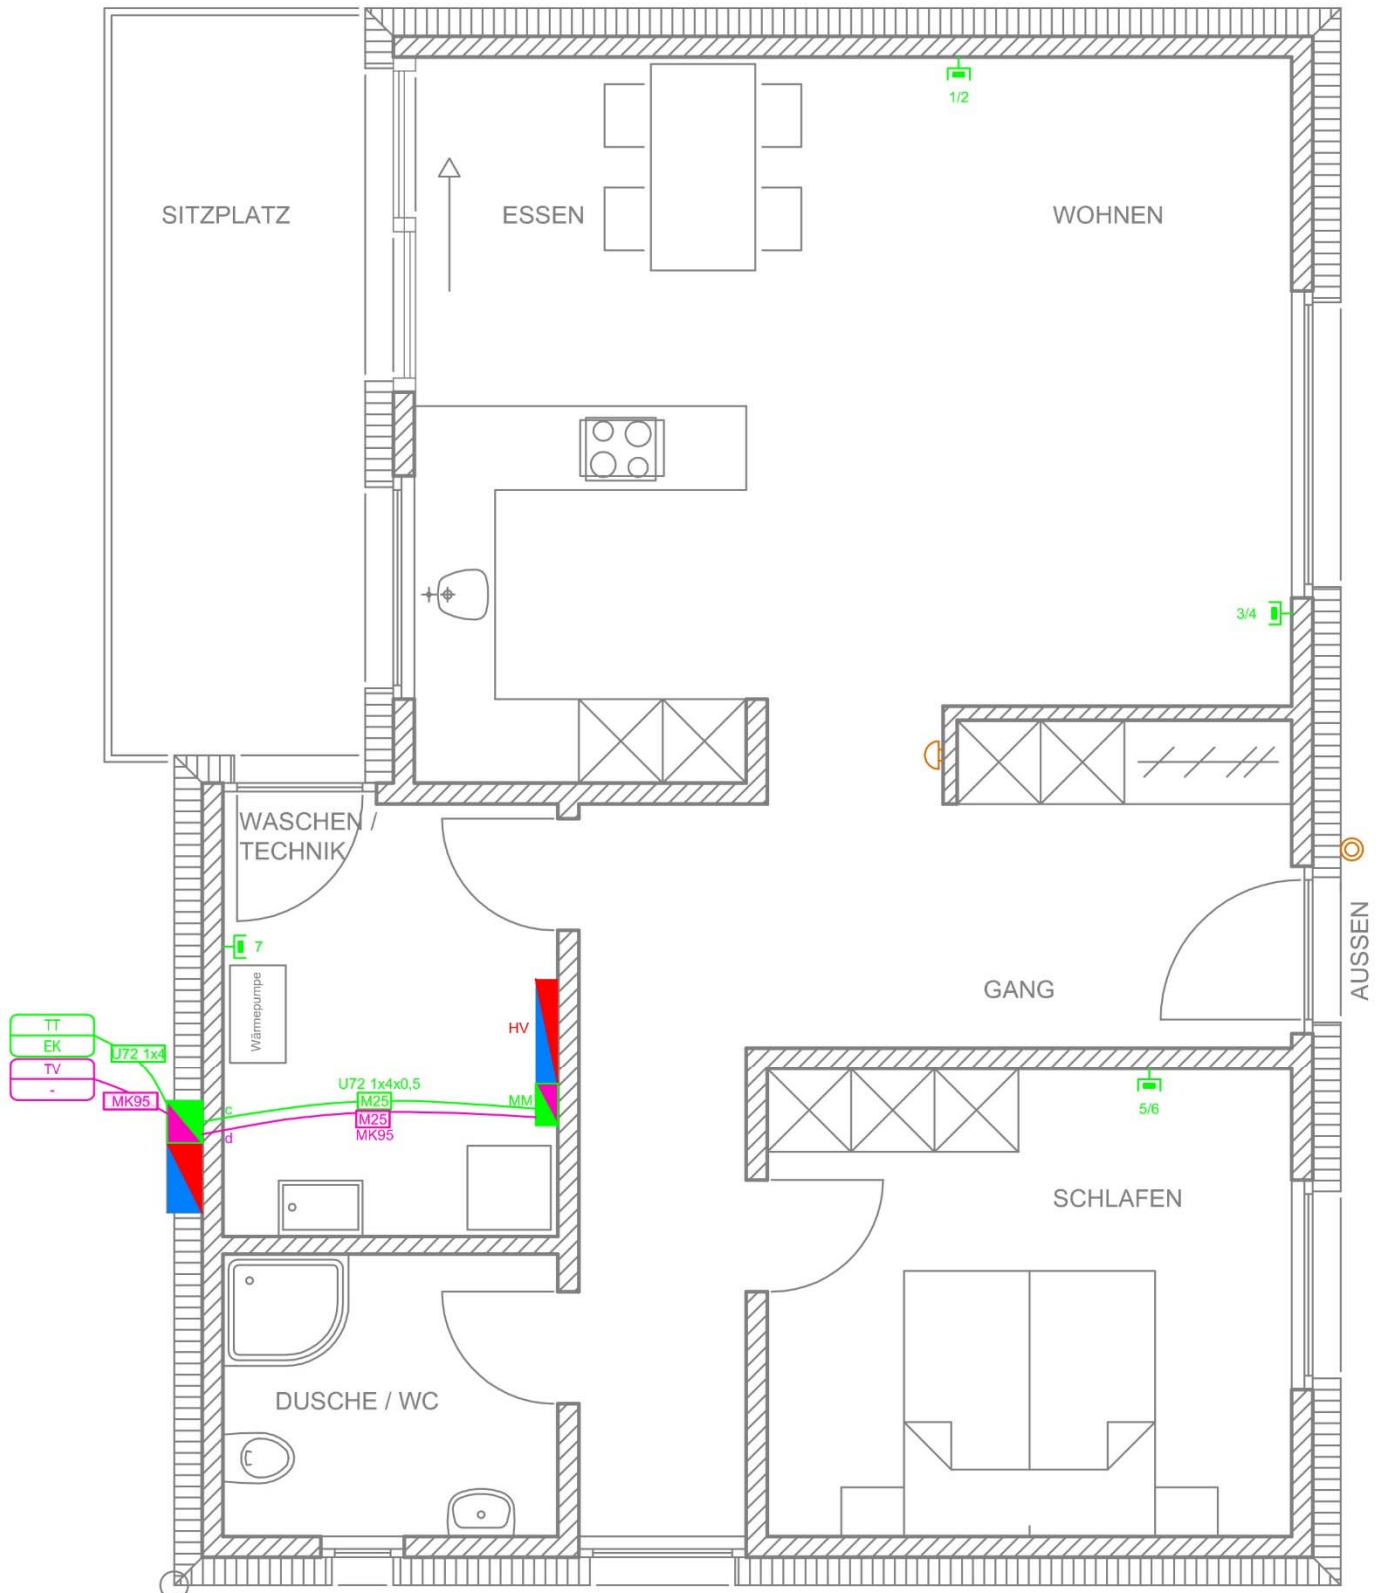 1/2
SITZPLATZ
ESSEN
WOHNEN
3/4
WASCHEN /
TECHNIK
AUSSEN
7
Wärmepumpe
GANG
TT
EK
U72 1x4
TV
-
MK95
HV
c
d
U72 1x4x0,5
M25
M25
MK95
MM
5/6
SCHLAFEN
DUSCHE / WC